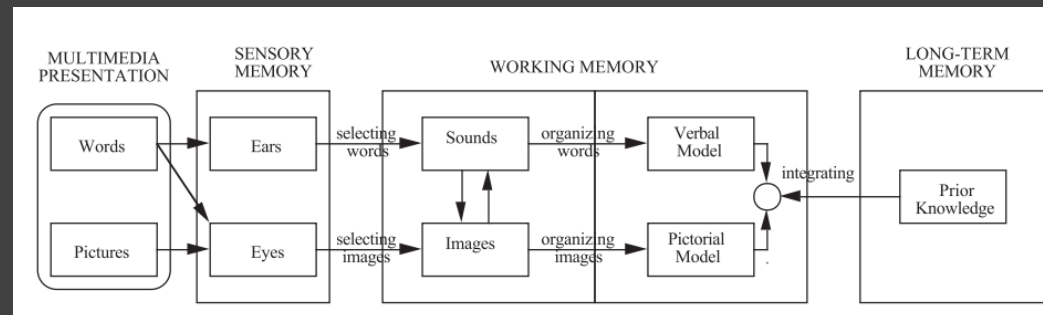 MULTIMEDIA
PRESENTATION
SENSORY
MEMORY
WORKING MEMORY
LONG-TERM
MEMORY
Words
Ears
selecting
words
Sounds
organizing
words
Verbal
Model
integrating
Prior
Knowledge
Pictures
Eyes
selecting
images
Images
organizing
images
Pictorial
Model